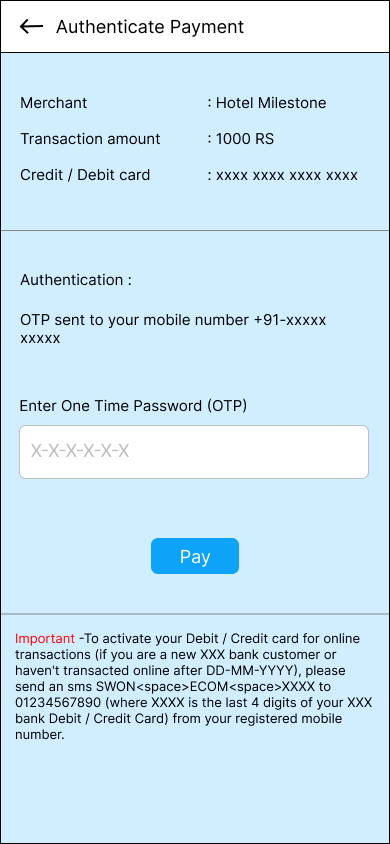 Authenticate Payment
Merchant : Hotel Milestone
Transaction amount : 1000 RS
Credit / Debit card : xxxx xxxx xxxx xxxx
Authentication :
OTP sent to your mobile number +91-xxxxx
xxxxx
Enter One Time Password (OTP)
X-X-X-X-X-X
Pay
Important -To activate your Debit / Credit card for online
transactions (if you are a new XXX bank customer or
haven't transacted online after DD-MM-YYYY), please
send an sms SWON<space>ECOM<space>XXXX to
01234567890 (where XXXX is the last 4 digits of your XXX
bank Debit / Credit Card) from your registered mobile
number.